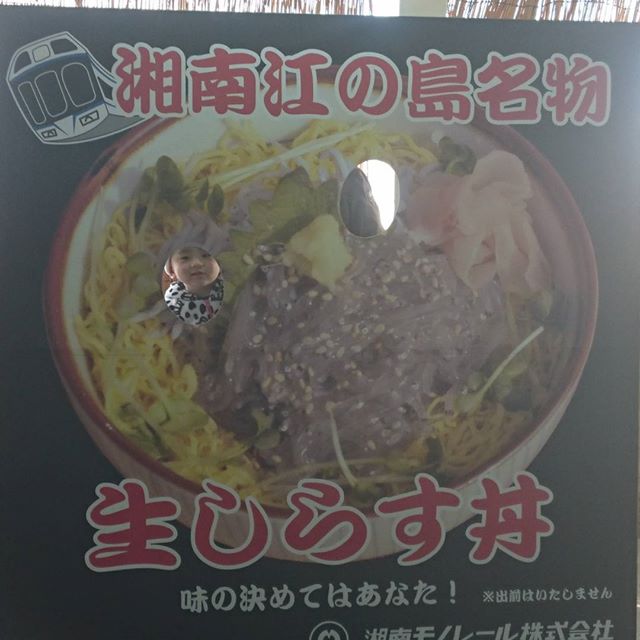 湘南江の島名物
生しらす丼
味の決めてはあなた！
※出前はいたしません
湘南モノレール株式会社